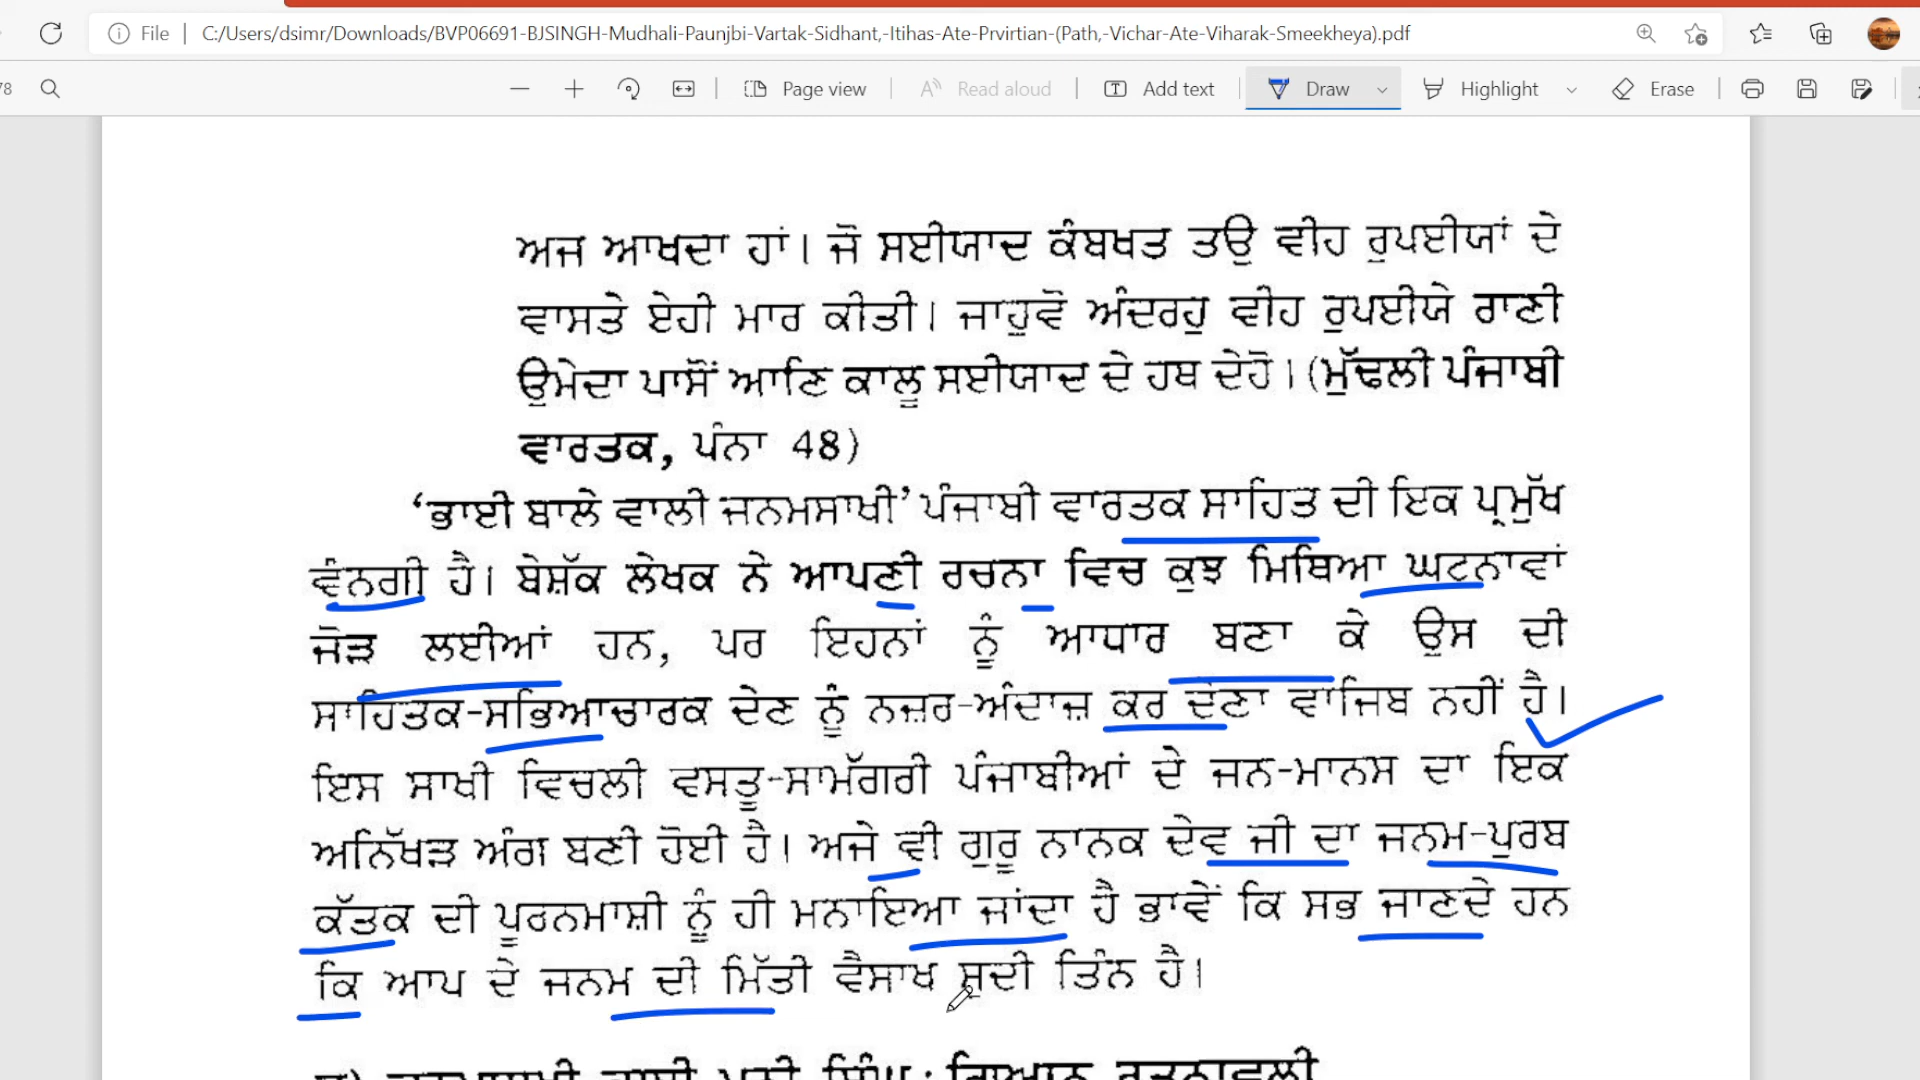 File | C:/Users/dsimr/Downloads/BVP06691-BJSINGH-Mudhali-Paunjbi-Vartak-Sidhant,-Itihas-Ate-Prvirtian-(Path,-Vichar-Ate-Viharak-Smeekheya).pdf
78 Page view Read aloud Add text Draw Highlight Erase
ਅਜ ਆਖਦਾ ਹਾਂ। ਜੋ ਸਈਯਾਦ ਕੰਬਖਤ ਤਉ ਵੀਹ ਰੁਪਈਯਾਂ ਦੇ
ਵਾਸਤੇ ਏਹੀ ਮਾਰ ਕੀਤੀ। ਜਾਹੁਵੋ ਅੰਦਰਹੁ ਵੀਹ ਰੁਪਈਯੇ ਰਾਣੀ
ਉਮੇਦਾ ਪਾਸੋਂ ਆਣਿ ਕਾਲੂ ਸਈਯਾਦ ਦੇ ਹਥ ਦੇਹੋ। (ਮੁੱਢਲੀ ਪੰਜਾਬੀ
ਵਾਰਤਕ, ਪੰਨਾ 48)
‘ਭਾਈ ਬਾਲੇ ਵਾਲੀ ਜਨਮਸਾਖੀ’ ਪੰਜਾਬੀ ਵਾਰਤਕ ਸਾਹਿਤ ਦੀ ਇਕ ਪ੍ਰਮੁੱਖ
ਵੰਨਗੀ ਹੈ। ਬੇਸ਼ੱਕ ਲੇਖਕ ਨੇ ਆਪਣੀ ਰਚਨਾ ਵਿਚ ਕੁਝ ਮਿਥਿਆ ਘਟਨਾਵਾਂ
ਜੋੜ ਲਈਆਂ ਹਨ, ਪਰ ਇਹਨਾਂ ਨੂੰ ਆਧਾਰ ਬਣਾ ਕੇ ਉਸ ਦੀ
ਸਾਹਿਤਕ-ਸਭਿਆਚਾਰਕ ਦੇਣ ਨੂੰ ਨਜ਼ਰ-ਅੰਦਾਜ਼ ਕਰ ਦੇਣਾ ਵਾਜਿਬ ਨਹੀਂ ਹੈ।
ਇਸ ਸਾਖੀ ਵਿਚਲੀ ਵਸਤੂ-ਸਾਮੱਗਰੀ ਪੰਜਾਬੀਆਂ ਦੇ ਜਨ-ਮਾਨਸ ਦਾ ਇਕ
ਅਨਿੱਖੜ ਅੰਗ ਬਣੀ ਹੋਈ ਹੈ। ਅਜੇ ਵੀ ਗੁਰੂ ਨਾਨਕ ਦੇਵ ਜੀ ਦਾ ਜਨਮ-ਪੁਰਬ
ਕੱਤਕ ਦੀ ਪੂਰਨਮਾਸ਼ੀ ਨੂੰ ਹੀ ਮਨਾਇਆ ਜਾਂਦਾ ਹੈ ਭਾਵੇਂ ਕਿ ਸਭ ਜਾਣਦੇ ਹਨ
ਕਿ ਆਪ ਦੇ ਜਨਮ ਦੀ ਮਿੱਤੀ ਵੈਸਾਖ ਸੁਦੀ ਤਿੰਨ ਹੈ।